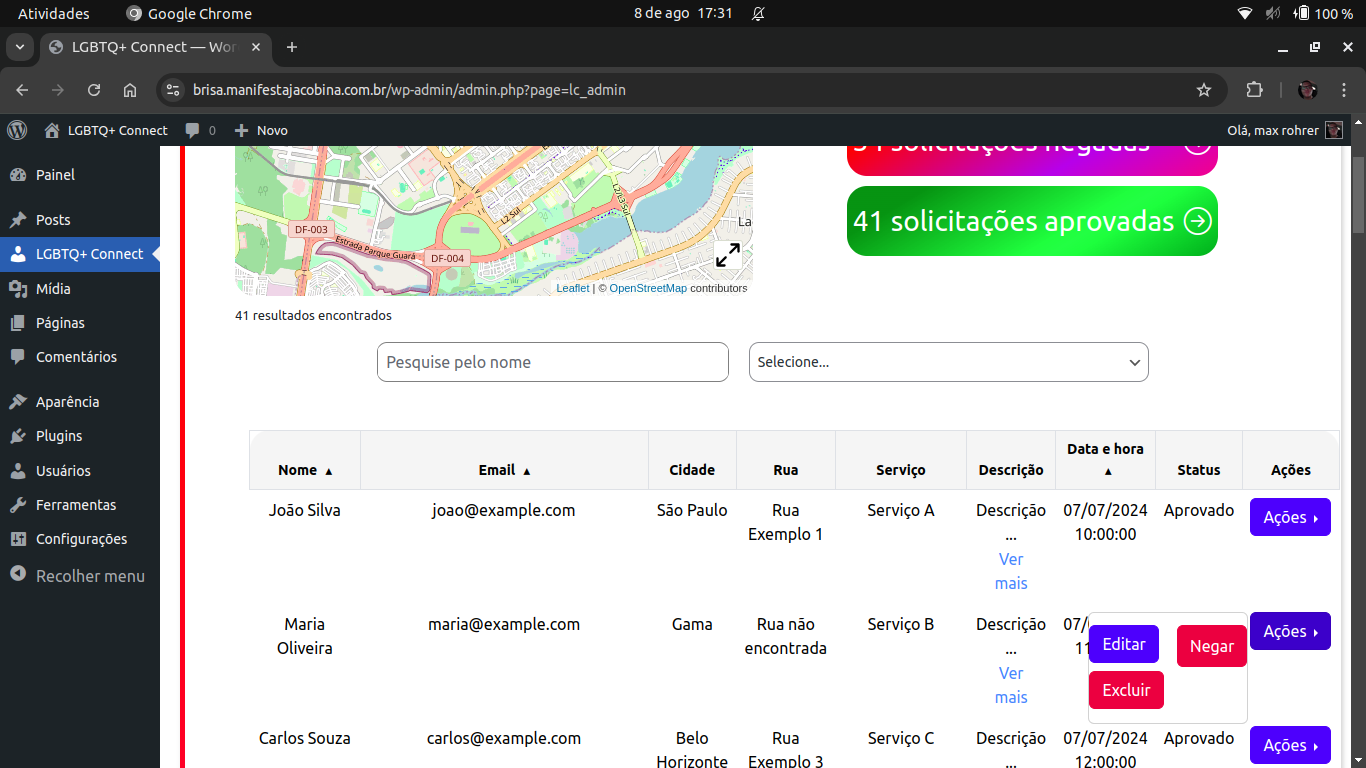 Atividades
Google Chrome
8 de ago 17:31
100 %
LGBTQ+ Connect — Wor
brisa.manifestajacobina.com.br/wp-admin/admin.php?page=lc_admin
LGBTQ+ Connect
0
Novo
Olá, max rohrer
Painel
Posts
LGBTQ+ Connect
Mídia
Páginas
Comentários
Aparência
Plugins
Usuários
Ferramentas
Configurações
Recolher menu
DF-003
Estrada Parque Guará
DF-004
L2 Sul
L2/L3 Sul
La
Leaflet | © OpenStreetMap contributors
solicitações negadas
41 solicitações aprovadas
41 resultados encontrados
Pesquise pelo nome
Selecione...
Nome ▲
Email ▲
Cidade
Rua
Serviço
Descrição
Data e hora
▲
Status
Ações
João Silva
joao@example.com
São Paulo
Rua
Exemplo 1
Serviço A
Descrição
...
Ver
mais
07/07/2024
10:00:00
Aprovado
Ações
Maria
Oliveira
maria@example.com
Gama
Rua não
encontrada
Serviço B
Descrição
...
Ver
mais
07/
11
Editar
Negar
Excluir
Ações
Carlos Souza
carlos@example.com
Belo
Horizonte
Rua
Exemplo 3
Serviço C
Descrição
...
07/07/2024
12:00:00
Aprovado
Ações